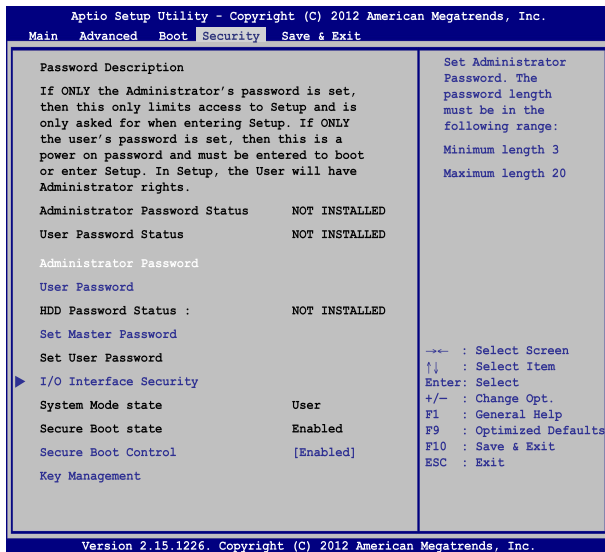 Aptio Setup Utility - Copyright (C) 2012 American Megatrends, Inc.
Main Advanced Boot Security Save & Exit
Password Description
If ONLY the Administrator's password is set,
then this only limits access to Setup and is
only asked for when entering Setup. If ONLY
the user's password is set, then this is a
power on password and must be entered to boot
or enter Setup. In Setup, the User will have
Administrator rights.
Administrator Password Status NOT INSTALLED
User Password Status NOT INSTALLED
Administrator Password
User Password
HDD Password Status : NOT INSTALLED
Set Master Password
Set User Password
I/O Interface Security
System Mode state User
Secure Boot state Enabled
Secure Boot Control [Enabled]
Key Management
Set Administrator
Password. The
password length
must be in the
following range:
Minimum length 3
Maximum length 20
→← : Select Screen
↑↓ : Select Item
Enter: Select
+/— : Change Opt.
F1 : General Help
F9 : Optimized Defaults
F10 : Save & Exit
ESC : Exit
Version 2.15.1226. Copyright (C) 2012 American Megatrends, Inc.